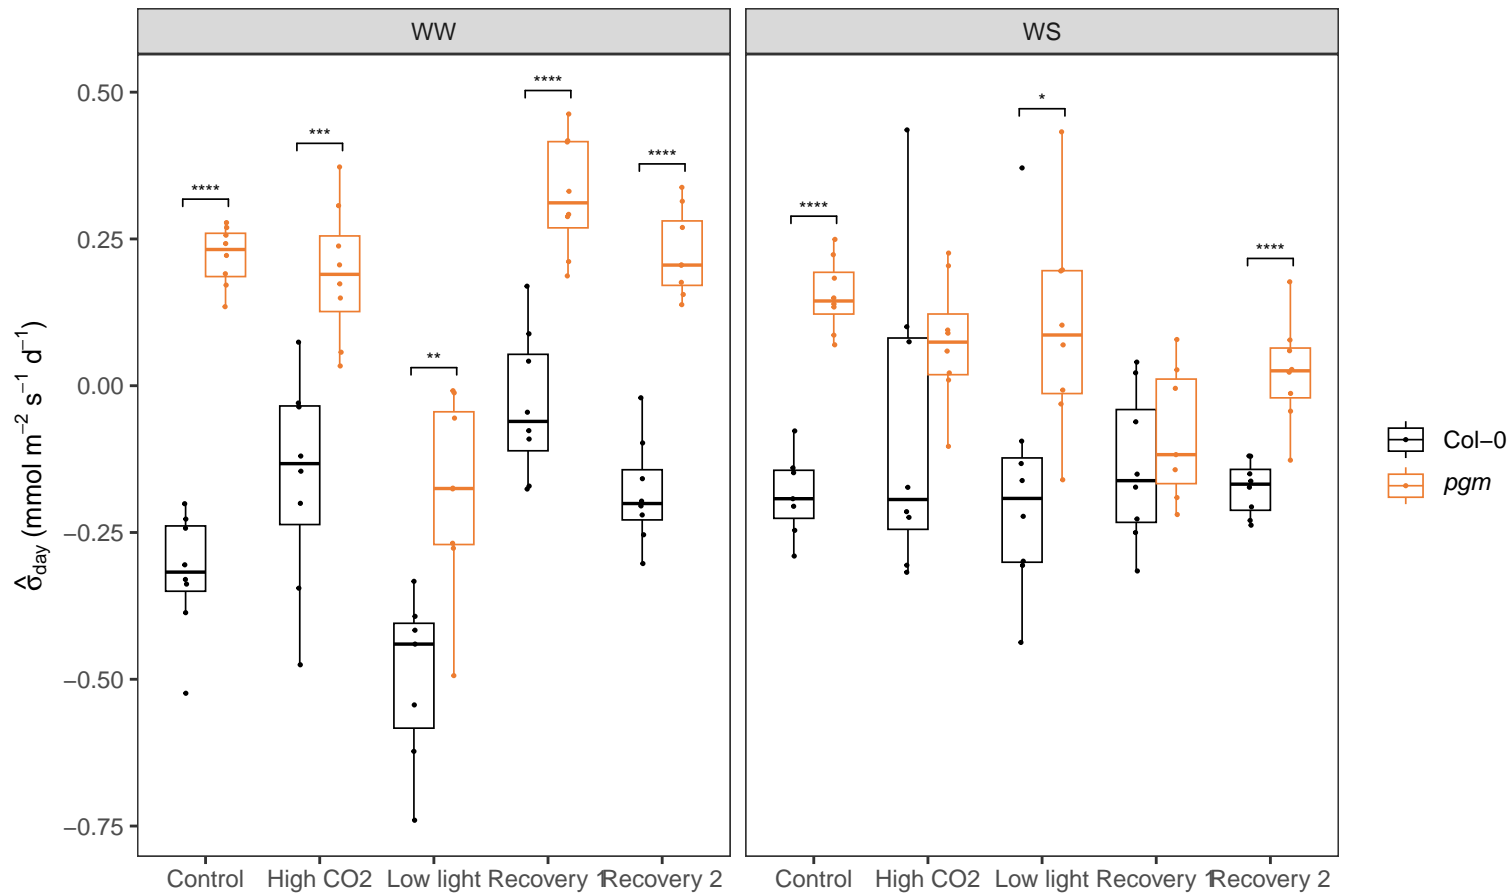 WW
WS
0.50
0.25
0.00
−0.25
−0.50
−0.75
σ̂day (mmol m−2 s−1 d−1)
****
***
**
****
****
****
*
****
Control High CO2 Low light Recovery 1 Recovery 2
Control High CO2 Low light Recovery 1 Recovery 2
Col−0
pgm